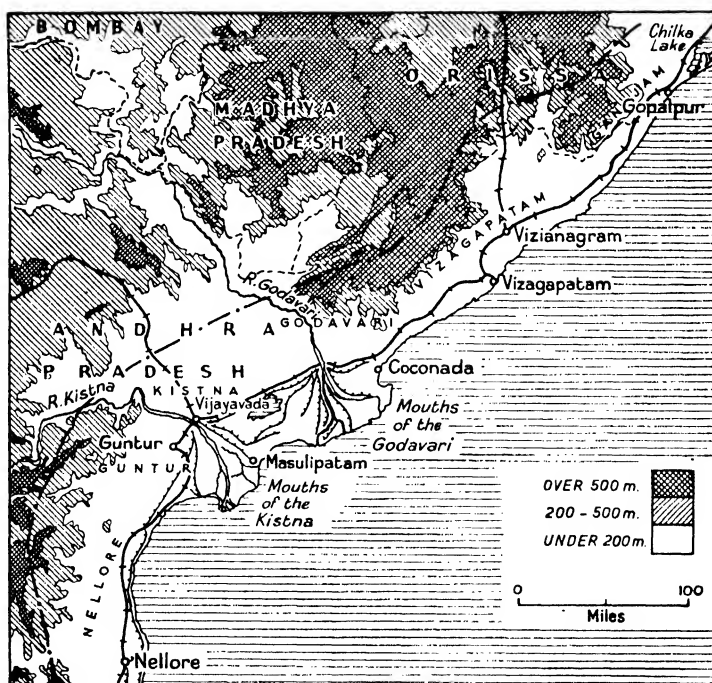 BOMBAY
Chilka
Lake
ORISSA
GANJAM
Gopalpur
MADHYA
PRADESH
VIZAGAPATAM
Vizianagram
Vizagapatam
R. Godavari
ANDHRA
GODAVARI
PRADESH
Coconada
R. Kistna
KISTNA
Vijayavada
Mouths
of the
Godavari
Guntur
GUNTUR
Masulipatam
Mouths
of the
Kistna
OVER 500 m.
200 - 500 m.
UNDER 200 m.
0 100
Miles
NELLORE
Nellore